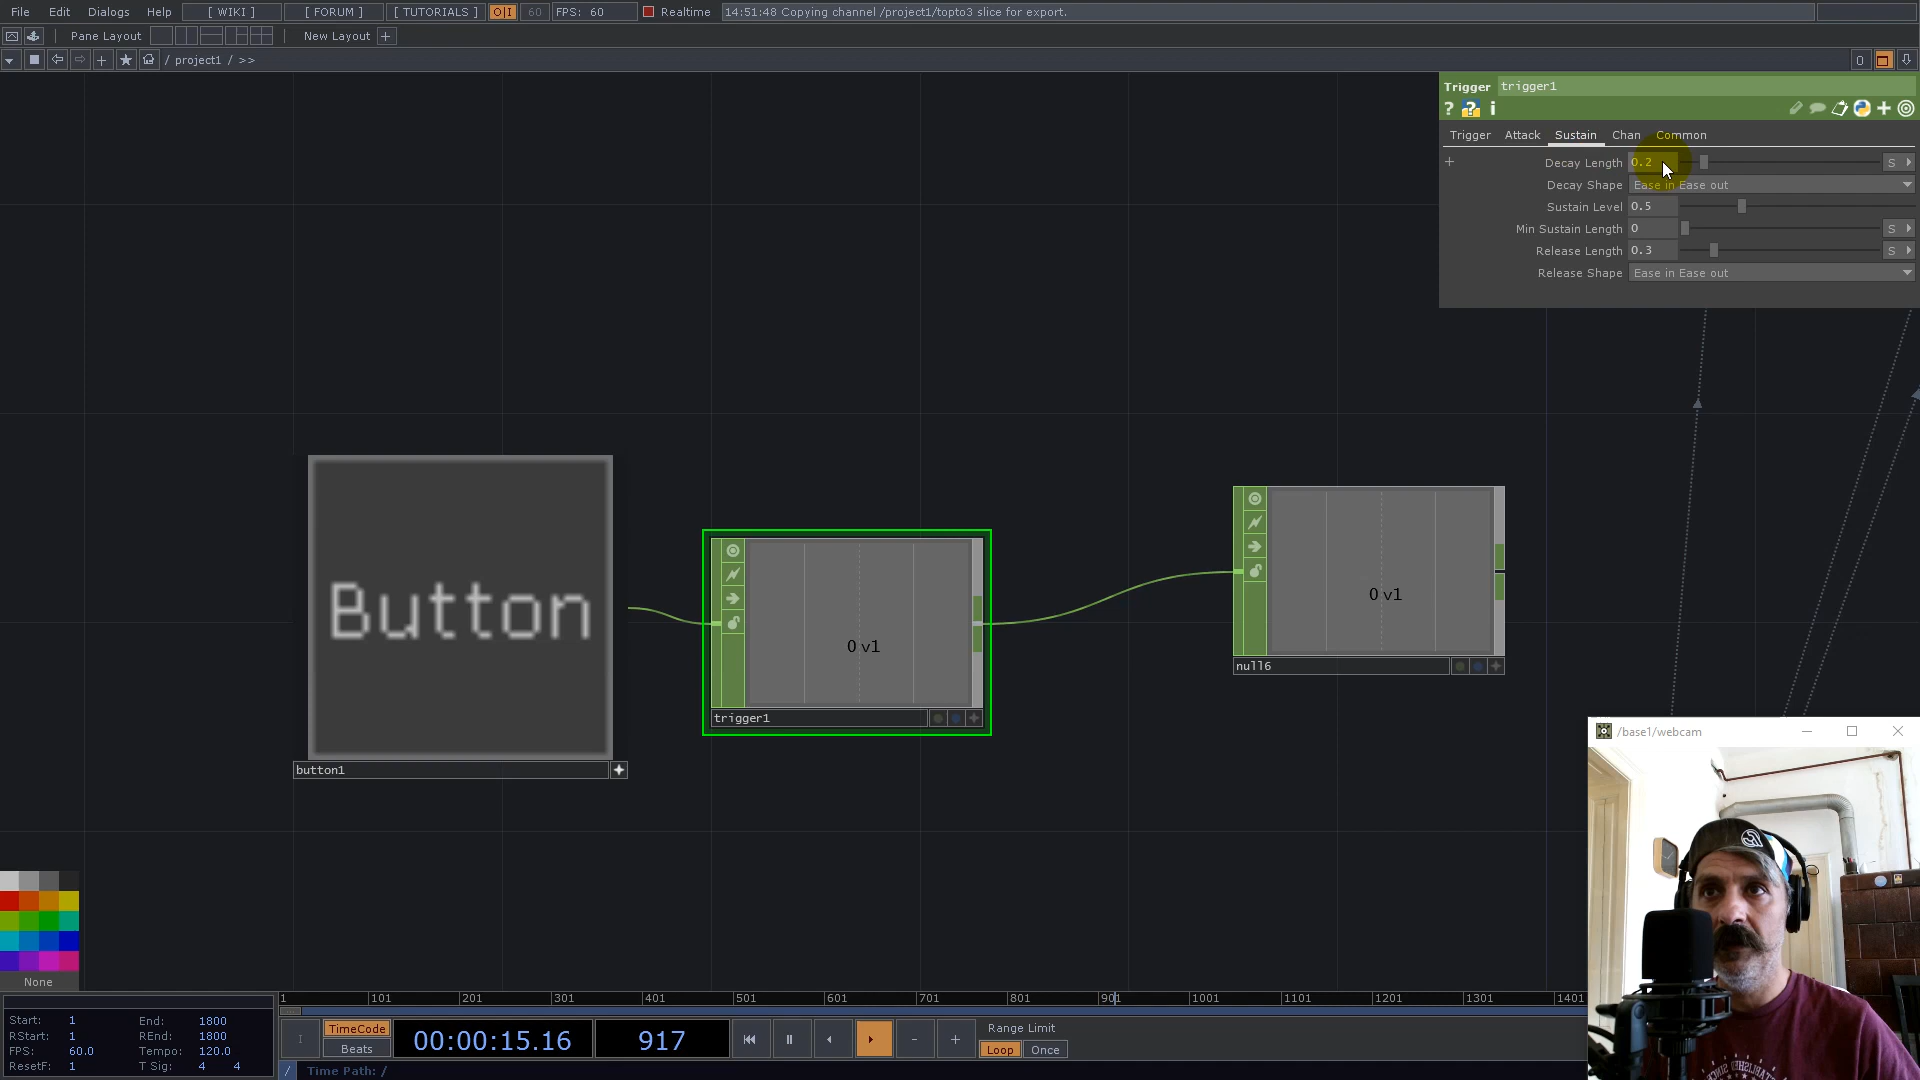 File Edit Dialogs Help [ WIKI ] [ FORUM ] [ TUTORIALS ] O|I 60 FPS: 60 Realtime 14:51:48 Copying channel /project1/topto3 slice for export.
Pane Layout New Layout +
/ project1 / >> 0
Trigger trigger1
? ? i
Trigger Attack Sustain Chan Common
+ Decay Length 0.2 S
Decay Shape Ease in Ease out
Sustain Level 0.5
Min Sustain Length 0 S
Release Length 0.3 S
Release Shape Ease in Ease out
Button
button1
0 v1
trigger1
0 v1
null6
/base1/webcam
None
1 101 201 301 401 501 601 701 801 901 1001 1101 1201 1301 1401
Start: 1 End: 1800
RStart: 1 REnd: 1800
FPS: 60.0 Tempo: 120.0
ResetF: 1 T Sig: 4 4
I TimeCode Beats 00:00:15.16 917 - +
Range Limit
Loop Once
/ Time Path: /